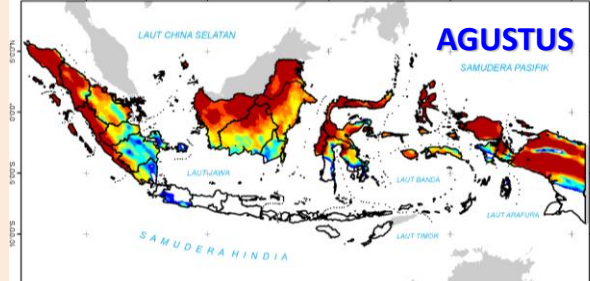 LAUT CHINA SELATAN
AGUSTUS
SAMUDERA PASIFIK
LAUT JAWA
LAUT BANDA
LAUT ARAFURA
LAUT TIMOR
SAMUDERA HINDIA